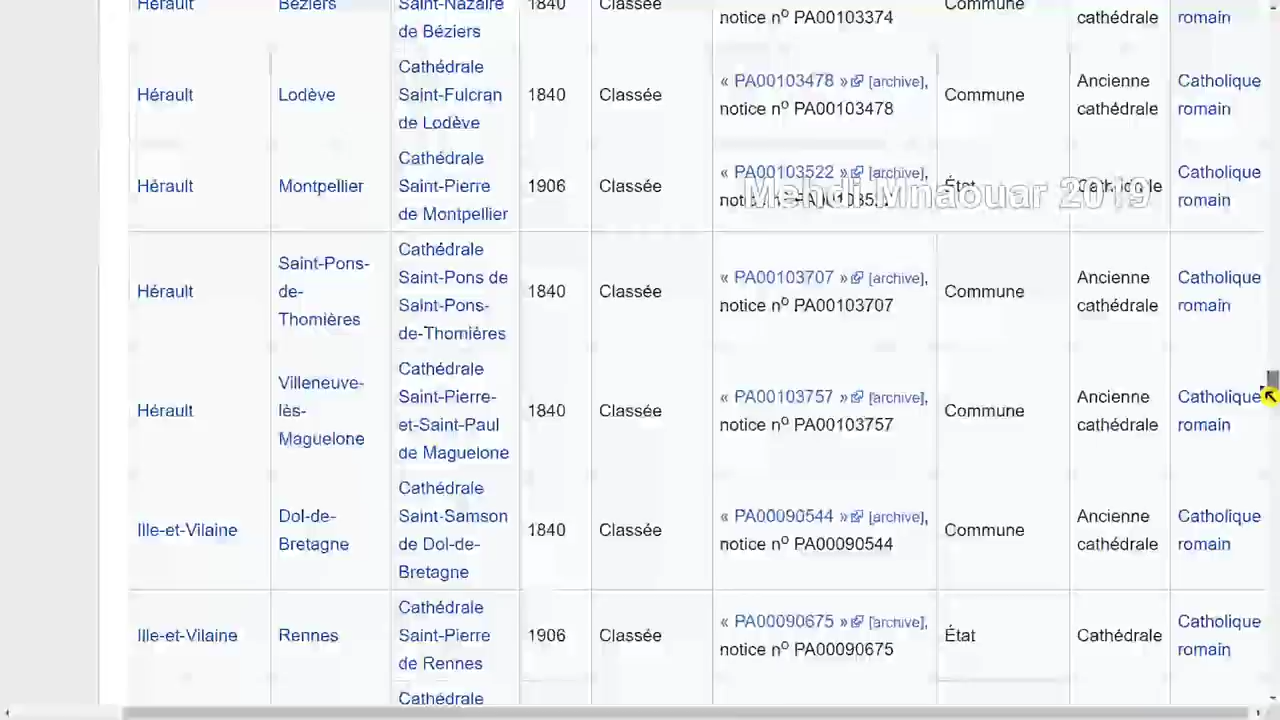 Hérault
Béziers
Saint-Nazaire
de Béziers
1840
Classée
notice nº PA00103374
Commune
cathédrale
romain
Hérault
Lodève
Cathédrale
Saint-Fulcran
de Lodève
1840
Classée
« PA00103478 » [archive],
notice nº PA00103478
Commune
Ancienne
cathédrale
Catholique
romain
Hérault
Montpellier
Cathédrale
Saint-Pierre
de Montpellier
1906
Classée
« PA00103522 » [archive],
État
Cathédrale
Catholique
romain
Mehdi Mnaouar 2019
Hérault
Saint-Pons-
de-
Thomières
Cathédrale
Saint-Pons de
Saint-Pons-
de-Thomières
1840
Classée
« PA00103707 » [archive],
notice nº PA00103707
Commune
Ancienne
cathédrale
Catholique
romain
Hérault
Villeneuve-
lès-
Maguelone
Cathédrale
Saint-Pierre-
et-Saint-Paul
de Maguelone
1840
Classée
« PA00103757 » [archive],
notice nº PA00103757
Commune
Ancienne
cathédrale
Catholique
romain
Ille-et-Vilaine
Dol-de-
Bretagne
Cathédrale
Saint-Samson
de Dol-de-
Bretagne
1840
Classée
« PA00090544 » [archive],
notice nº PA00090544
Commune
Ancienne
cathédrale
Catholique
romain
Ille-et-Vilaine
Rennes
Cathédrale
Saint-Pierre
de Rennes
1906
Classée
« PA00090675 » [archive],
notice nº PA00090675
État
Cathédrale
Catholique
romain
Cathédrale